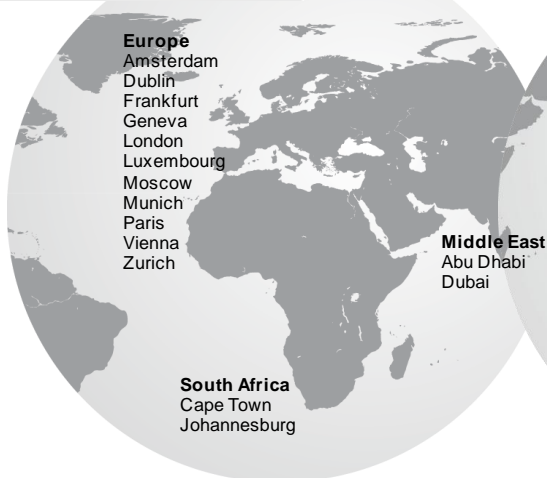 Europe
Amsterdam
Dublin
Frankfurt
Geneva
London
Luxembourg
Moscow
Munich
Paris
Vienna
Zurich
Middle East
Abu Dhabi
Dubai
South Africa
Cape Town
Johannesburg